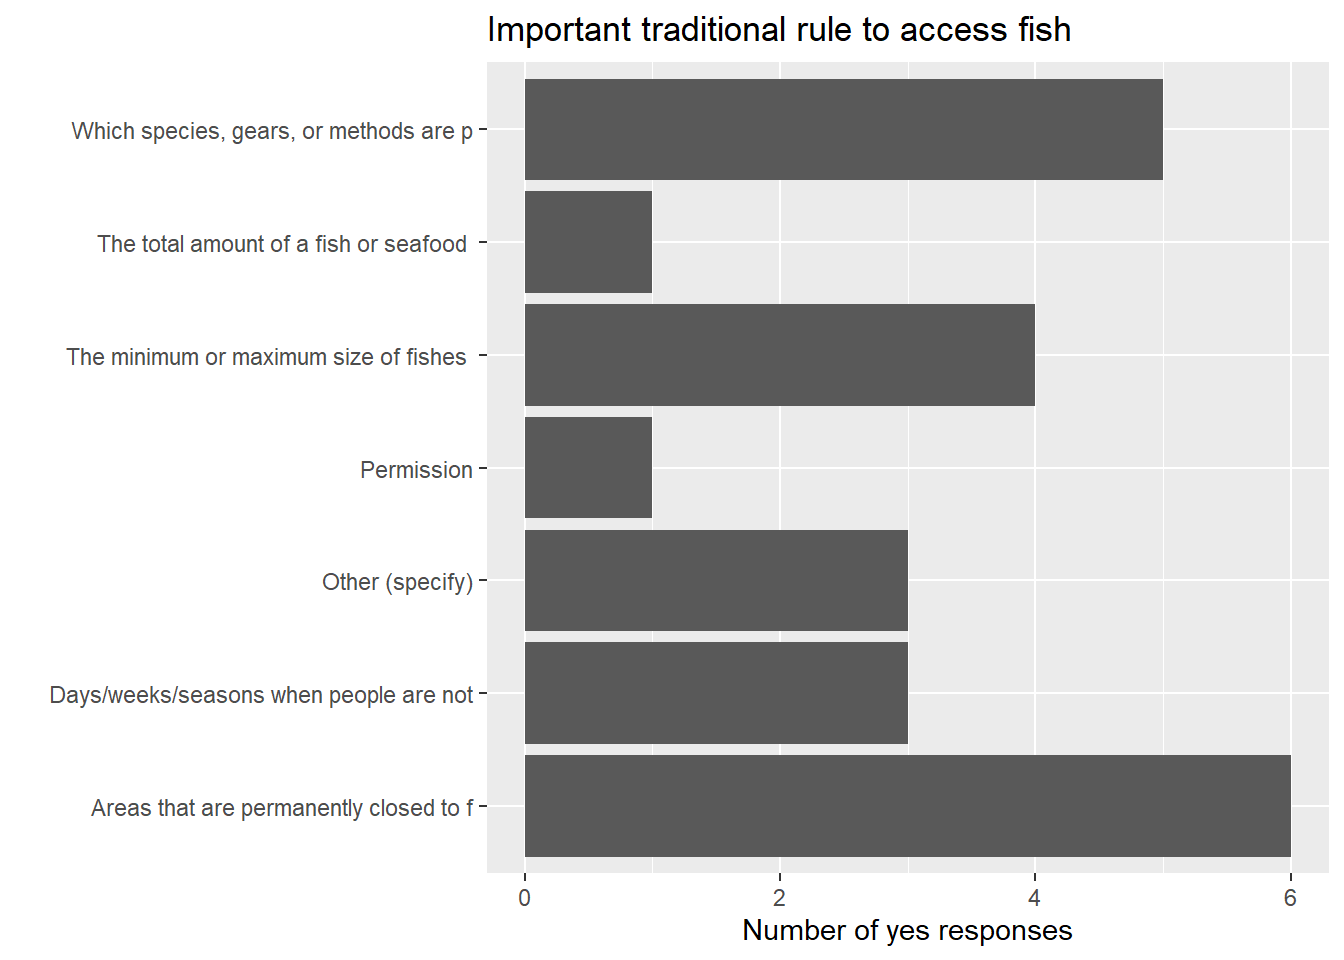 Important traditional rule to access fish
Which species, gears, or methods are p
The total amount of a fish or seafood
The minimum or maximum size of fishes
Permission
Other (specify)
Days/weeks/seasons when people are not
Areas that are permanently closed to f
0 2 4 6
Number of yes responses